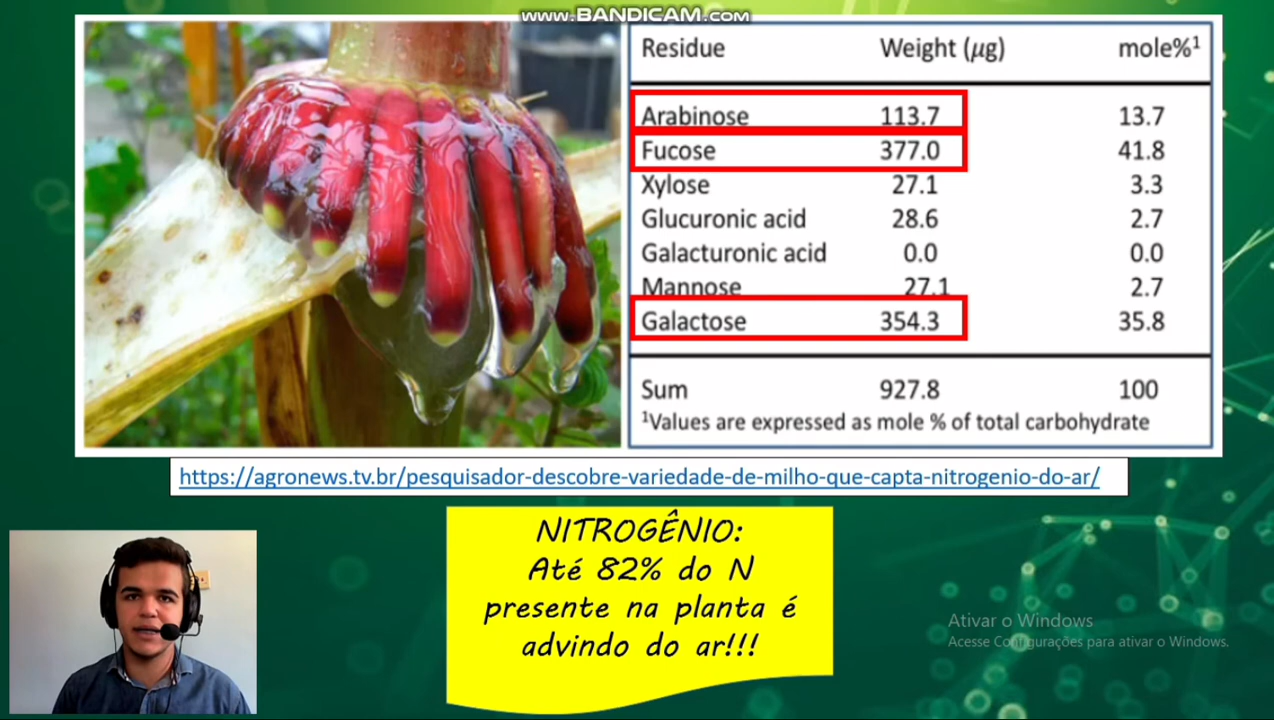 www.BANDICAM.com
Residue Weight (µg) mole%¹
Arabinose 113.7 13.7
Fucose 377.0 41.8
Xylose 27.1 3.3
Glucuronic acid 28.6 2.7
Galacturonic acid 0.0 0.0
Mannose 27.1 2.7
Galactose 354.3 35.8
Sum 927.8 100
¹Values are expressed as mole % of total carbohydrate
https://agronews.tv.br/pesquisador-descobre-variedade-de-milho-que-capta-nitrogenio-do-ar/
NITROGÊNIO:
Até 82% do N
presente na planta é
advindo do ar!!!
Ativar o Windows
Acesse Configurações para ativar o Windows.